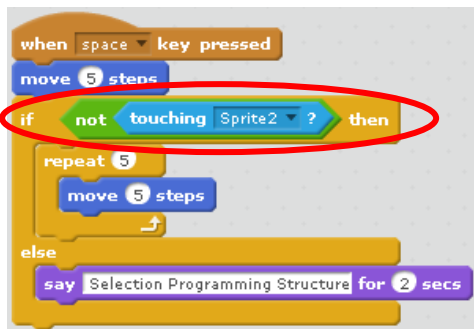 when space key pressed
move 5 steps
if not touching Sprite2 ? then
repeat 5
move 5 steps
else
say Selection Programming Structure for 2 secs